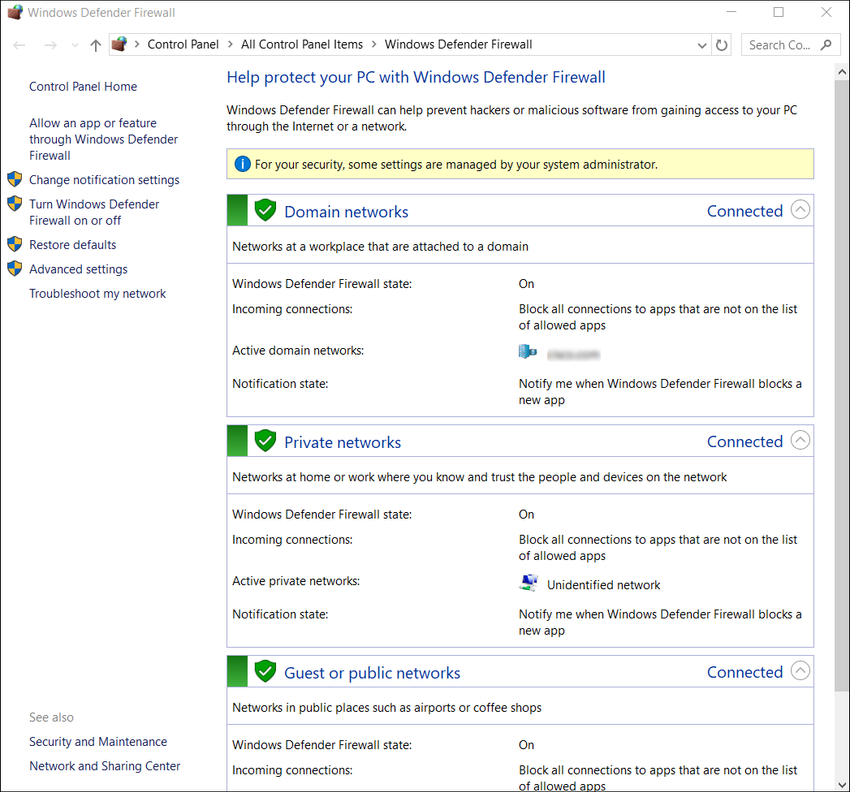 Windows Defender Firewall
Control Panel > All Control Panel Items > Windows Defender Firewall
Search Co...
Control Panel Home
Allow an app or feature
through Windows Defender
Firewall
Change notification settings
Turn Windows Defender
Firewall on or off
Restore defaults
Advanced settings
Troubleshoot my network
See also
Security and Maintenance
Network and Sharing Center
Help protect your PC with Windows Defender Firewall
Windows Defender Firewall can help prevent hackers or malicious software from gaining access to your PC
through the Internet or a network.
For your security, some settings are managed by your system administrator.
Domain networks Connected
Networks at a workplace that are attached to a domain
Windows Defender Firewall state: On
Incoming connections: Block all connections to apps that are not on the list
of allowed apps
Active domain networks:
Notification state: Notify me when Windows Defender Firewall blocks a
new app
Private networks Connected
Networks at home or work where you know and trust the people and devices on the network
Windows Defender Firewall state: On
Incoming connections: Block all connections to apps that are not on the list
of allowed apps
Active private networks: Unidentified network
Notification state: Notify me when Windows Defender Firewall blocks a
new app
Guest or public networks Connected
Networks in public places such as airports or coffee shops
Windows Defender Firewall state: On
Incoming connections: Block all connections to apps that are not on the list
of allowed apps